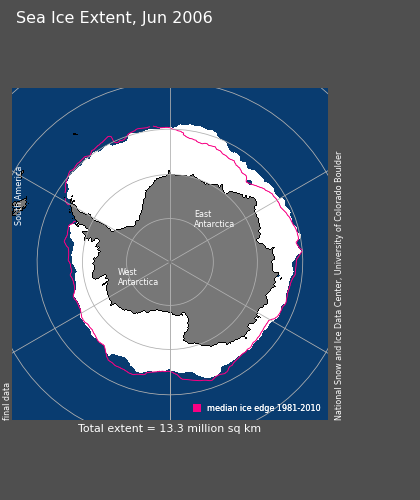 Sea Ice Extent, Jun 2006
South America
East
Antarctica
West
Antarctica
National Snow and Ice Data Center, University of Colorado Boulder
final data
median ice edge 1981-2010
Total extent = 13.3 million sq km